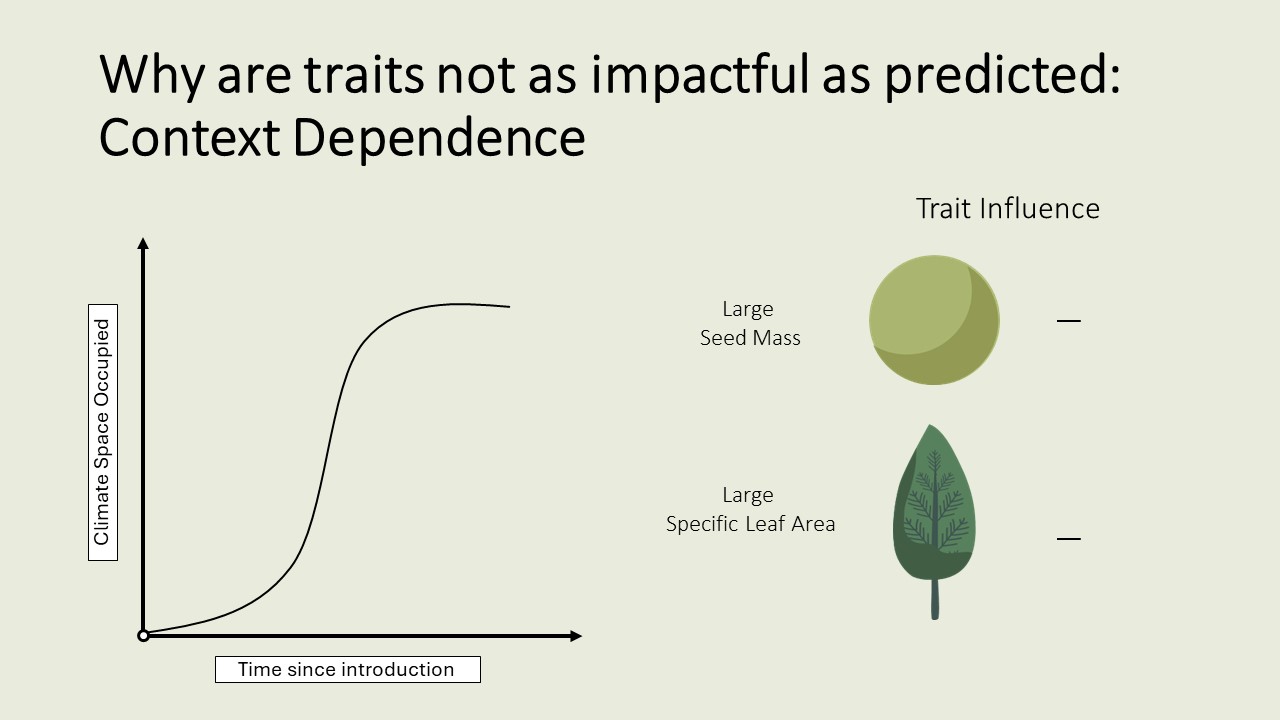 Why are traits not as impactful as predicted:
Context Dependence
Trait Influence
Climate Space Occupied
Large
Seed Mass
—
Large
Specific Leaf Area
—
Time since introduction